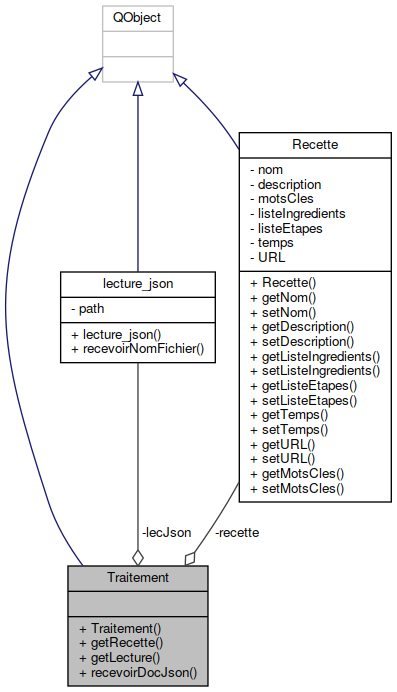 QObject
Recette
- nom
- description
- motsCles
- listeIngredients
- listeEtapes
- temps
- URL
+ Recette()
+ getNom()
+ setNom()
+ getDescription()
+ setDescription()
+ getListeIngredients()
+ setListeIngredients()
+ getListeEtapes()
+ setListeEtapes()
+ getTemps()
+ setTemps()
+ getURL()
+ setURL()
+ getMotsCles()
+ setMotsCles()
lecture_json
- path
+ lecture_json()
+ recevoirNomFichier()
-lecJson
-recette
Traitement
+ Traitement()
+ getRecette()
+ getLecture()
+ recevoirDocJson()